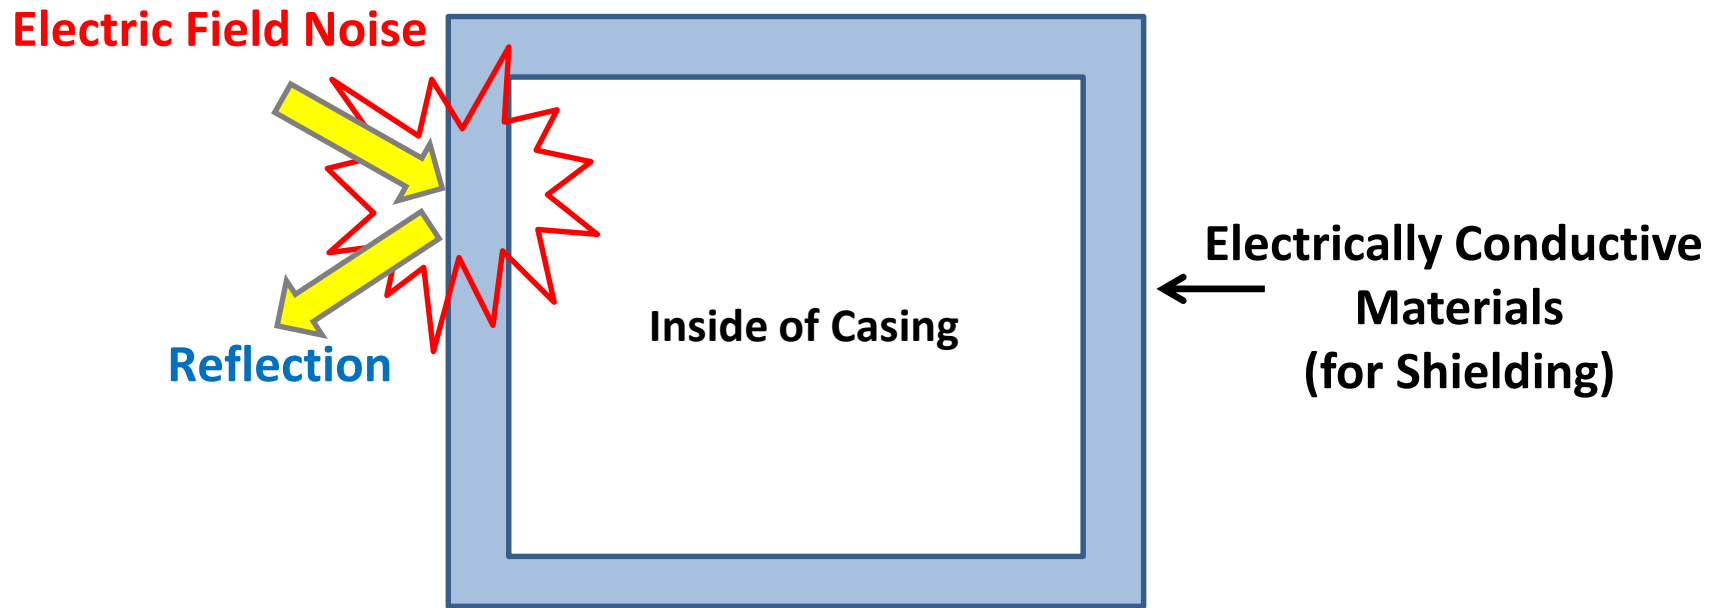 Electric Field Noise
Reflection
Inside of Casing
Electrically Conductive
Materials
(for Shielding)